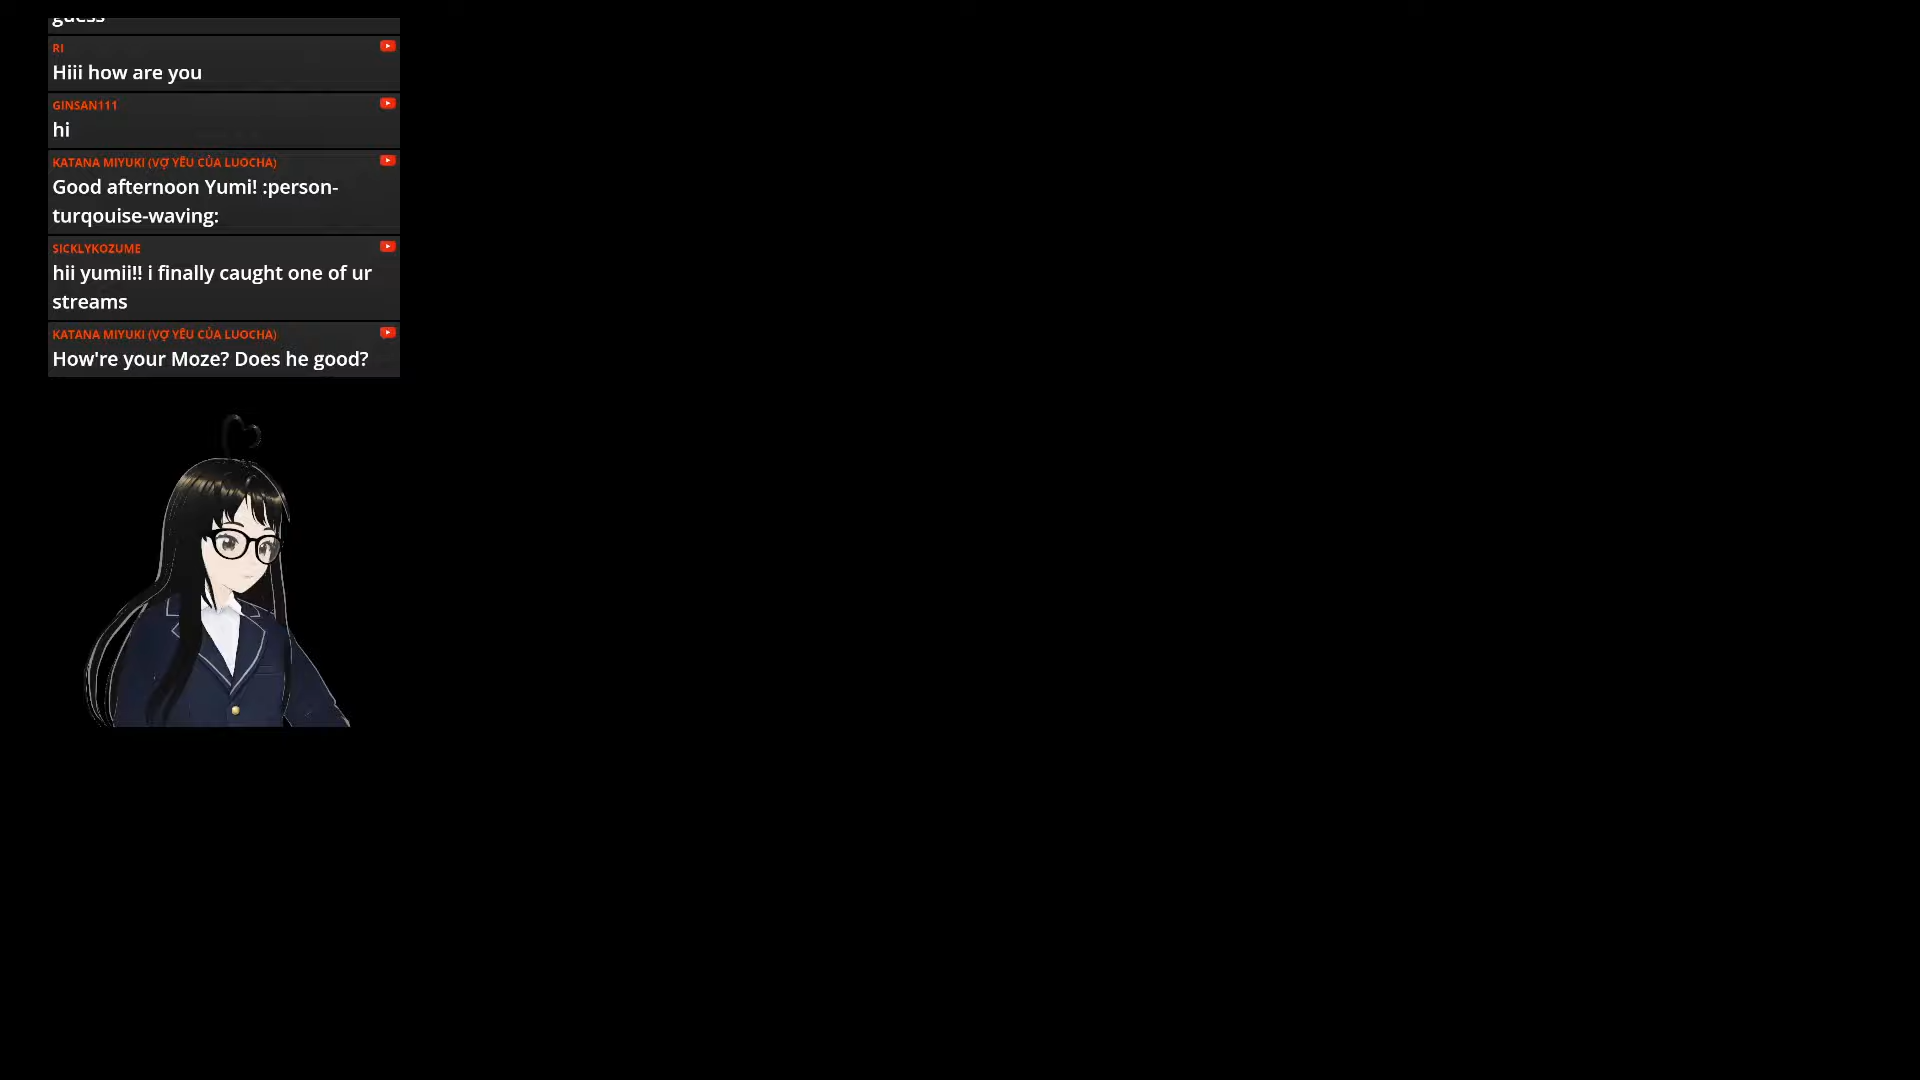 guess
RI
Hiii how are you
GINSAN111
hi
KATANA MIYUKI (VỢ YÊU CỦA LUOCHA)
Good afternoon Yumi! :person-
turqouise-waving:
SICKLYKOZUME
hii yumii!! i finally caught one of ur
streams
KATANA MIYUKI (VỢ YÊU CỦA LUOCHA)
How're your Moze? Does he good?